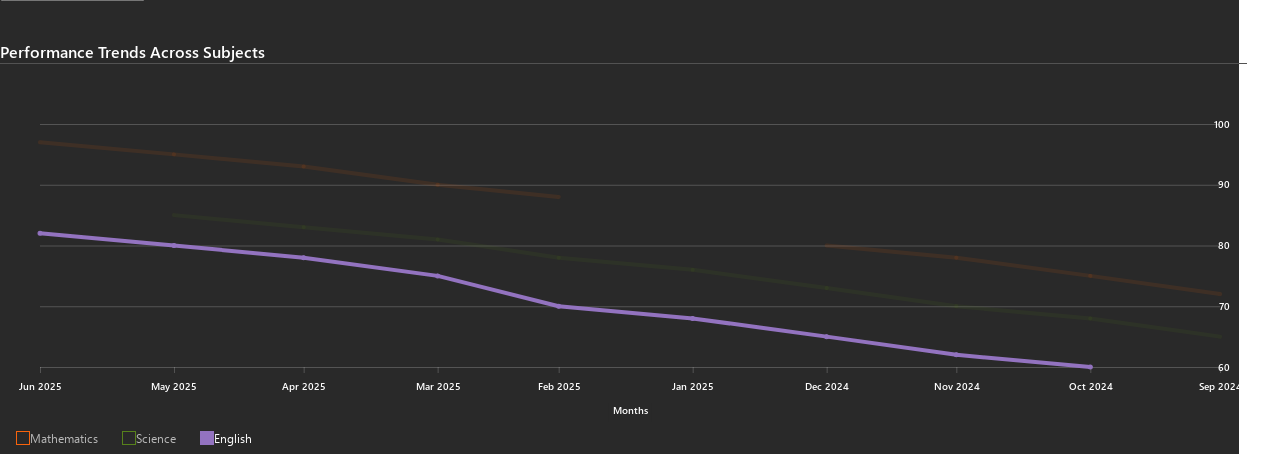 Performance Trends Across Subjects
100
90
80
70
60
Jun 2025 May 2025 Apr 2025 Mar 2025 Feb 2025 Jan 2025 Dec 2024 Nov 2024 Oct 2024 Sep 2024
Months
Mathematics Science English